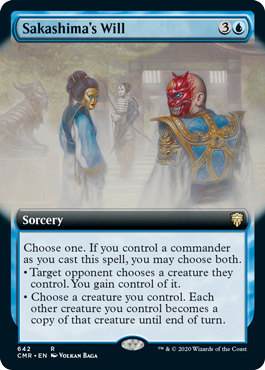 Sakashima's Will 3
Sorcery
Choose one. If you control a commander
as you cast this spell, you may choose both.
• Target opponent chooses a creature they
control. You gain control of it.
• Choose a creature you control. Each
other creature you control becomes a
copy of that creature until end of turn.
642 R
CMR • EN VOLKAN BAGA ™ & © 2020 Wizards of the Coast